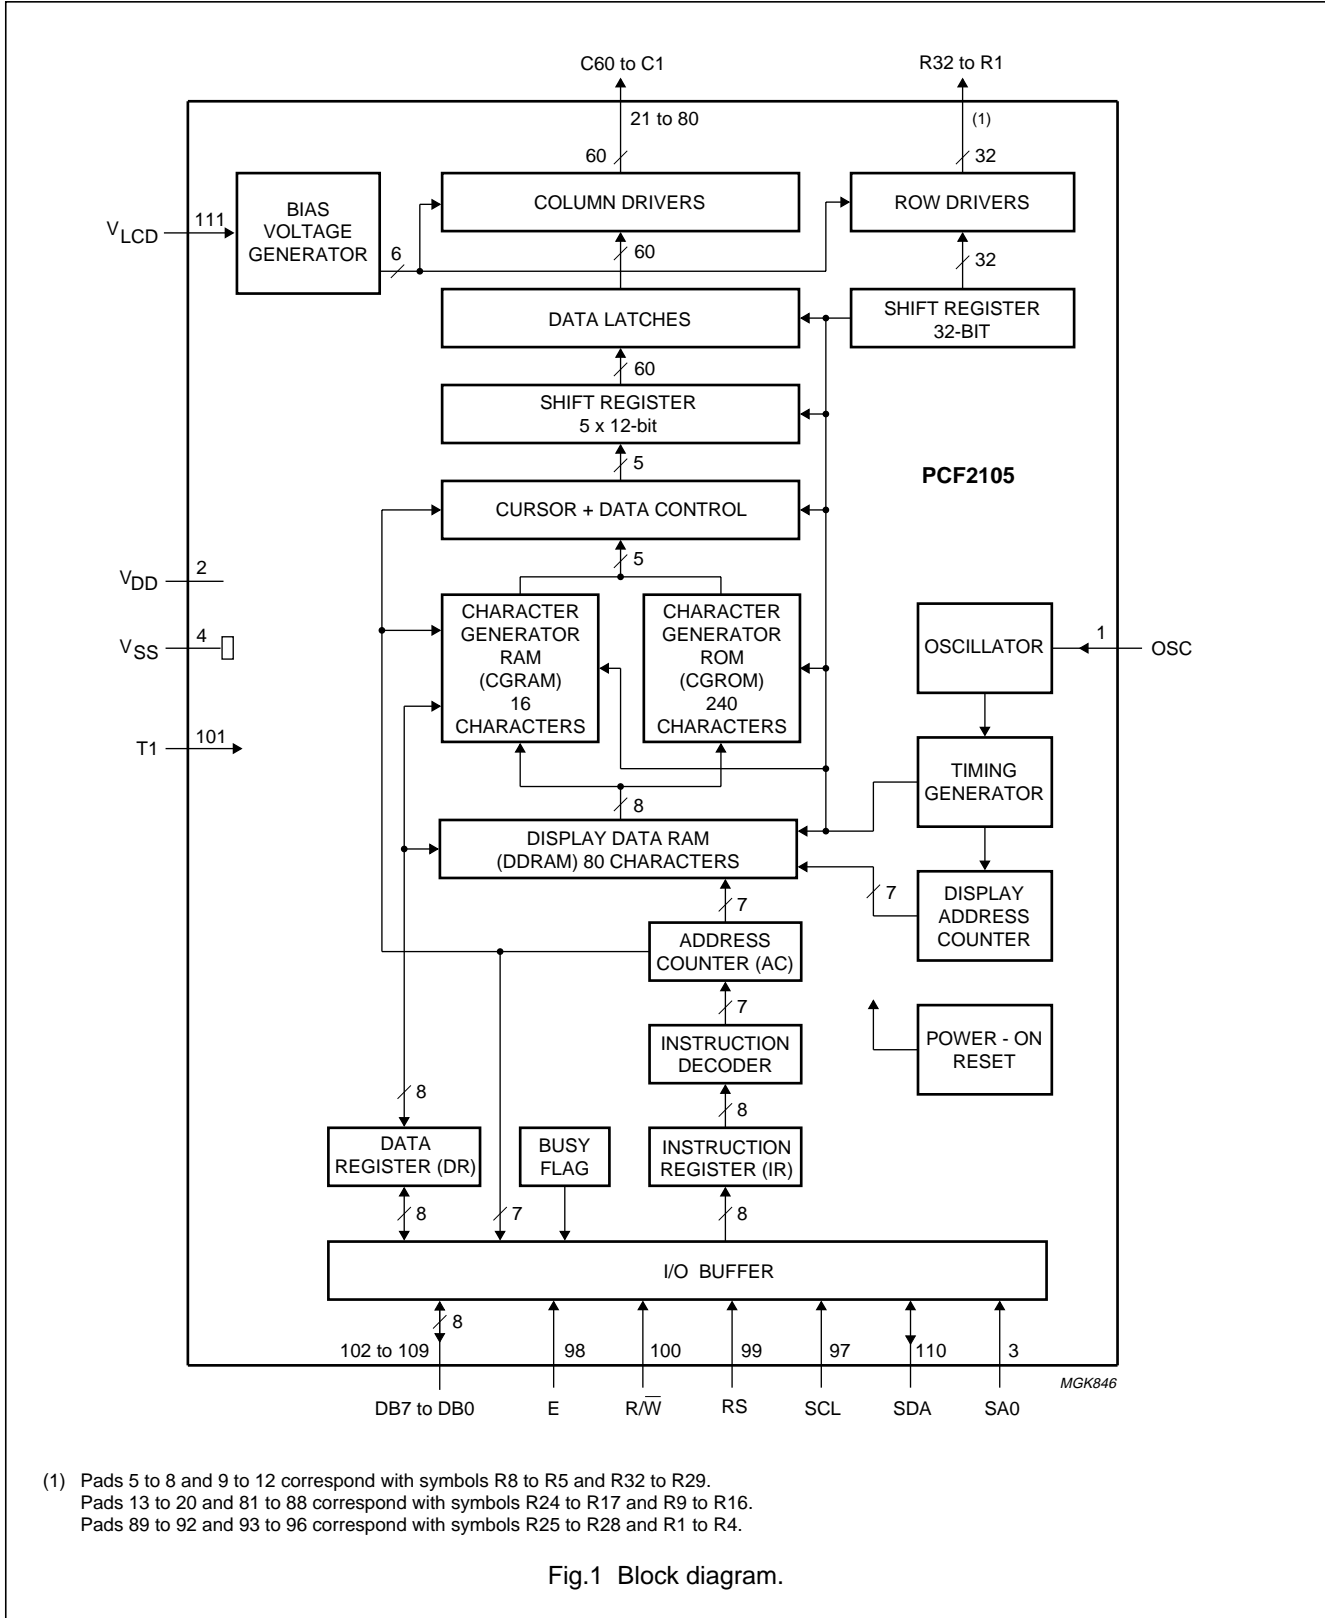 C60 to C1
R32 to R1
21 to 80
(1)
60
32
COLUMN DRIVERS
ROW DRIVERS
BIAS
VOLTAGE
GENERATOR
VLCD
111
6
60
32
DATA LATCHES
SHIFT REGISTER
32-BIT
60
SHIFT REGISTER
5 x 12-bit
5
PCF2105
CURSOR + DATA CONTROL
5
VDD
2
VSS
4
T1
101
CHARACTER
GENERATOR
RAM
(CGRAM)
16
CHARACTERS
CHARACTER
GENERATOR
ROM
(CGROM)
240
CHARACTERS
OSCILLATOR
1
OSC
TIMING
GENERATOR
8
DISPLAY DATA RAM
(DDRAM) 80 CHARACTERS
7
DISPLAY
ADDRESS
COUNTER
7
ADDRESS
COUNTER (AC)
7
INSTRUCTION
DECODER
POWER - ON
RESET
8
8
DATA
REGISTER (DR)
BUSY
FLAG
INSTRUCTION
REGISTER (IR)
8
7
8
I/O BUFFER
8
102 to 109
98
100
99
97
110
3
MGK846
DB7 to DB0
E
R/W̅
RS
SCL
SDA
SA0
(1) Pads 5 to 8 and 9 to 12 correspond with symbols R8 to R5 and R32 to R29.
Pads 13 to 20 and 81 to 88 correspond with symbols R24 to R17 and R9 to R16.
Pads 89 to 92 and 93 to 96 correspond with symbols R25 to R28 and R1 to R4.
Fig.1 Block diagram.